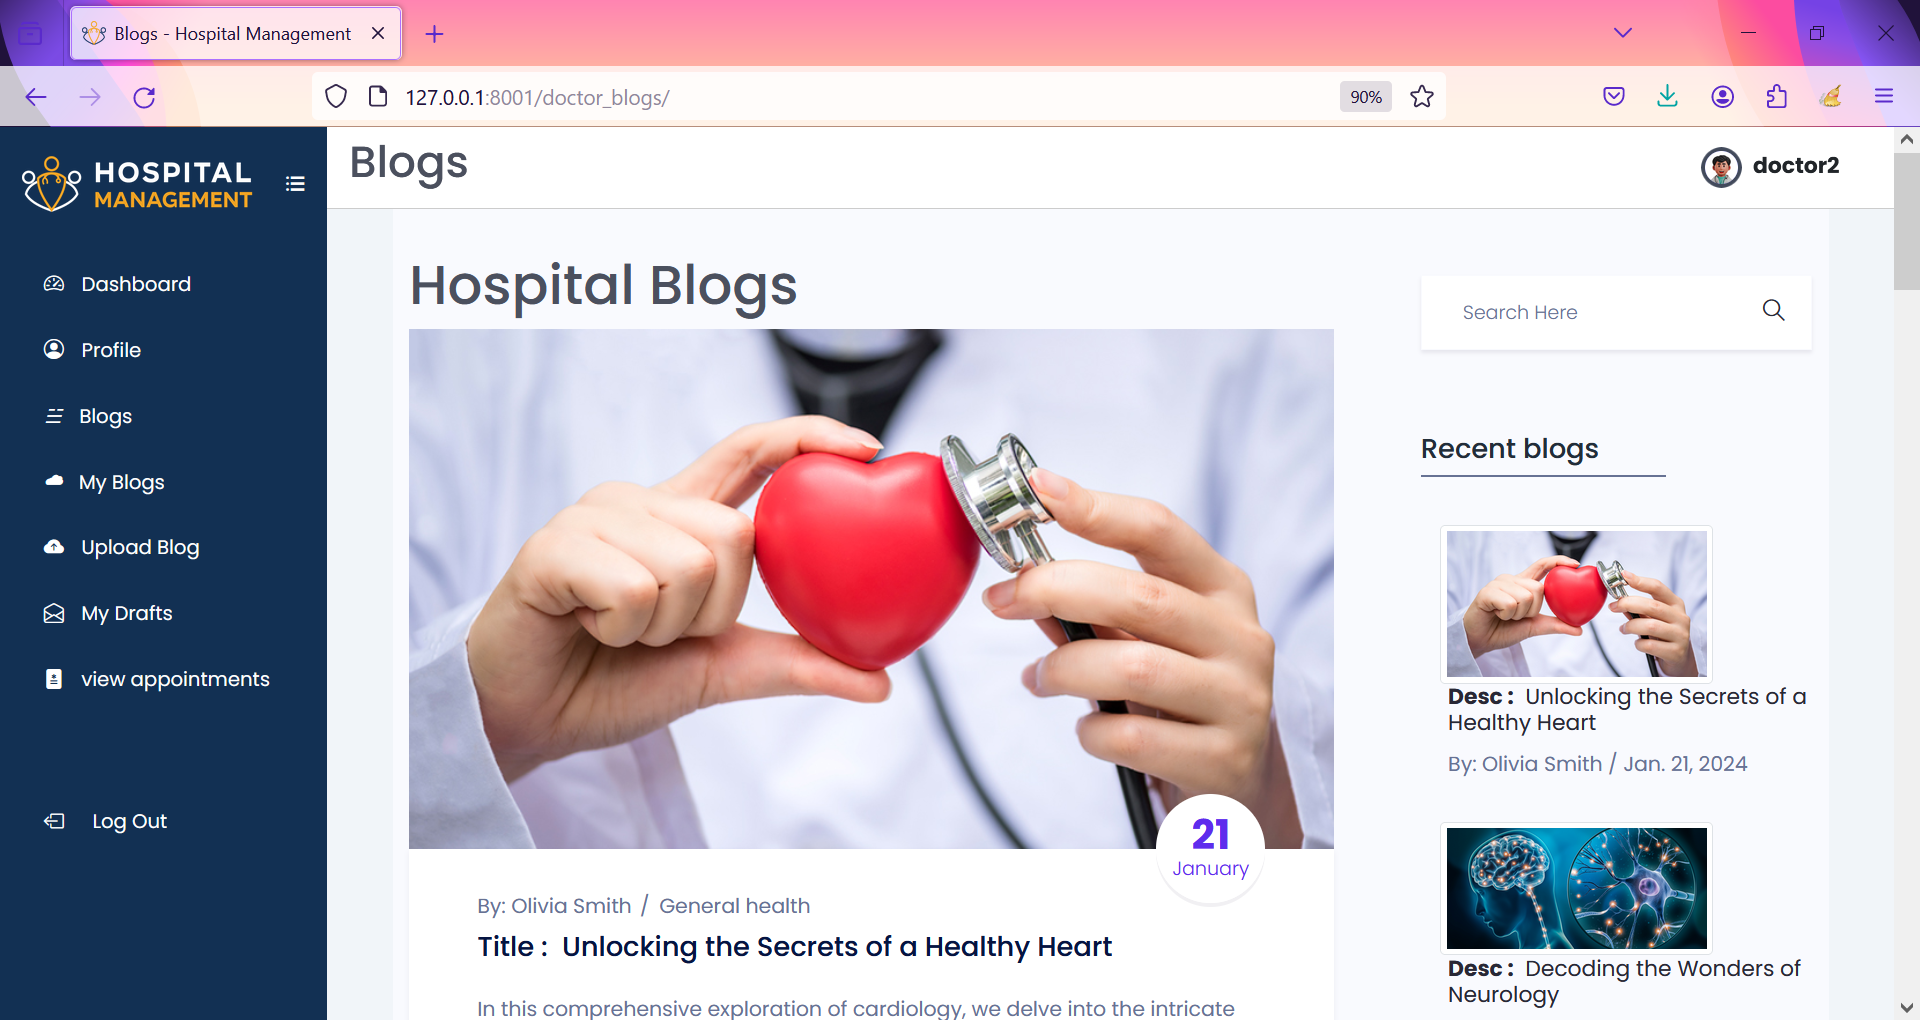 Blogs - Hospital Management
127.0.0.1:8001/doctor_blogs/
90%
HOSPITAL
MANAGEMENT
Dashboard
Profile
Blogs
My Blogs
Upload Blog
My Drafts
view appointments
Log Out
Blogs
doctor2
Hospital Blogs
21
January
By: Olivia Smith / General health
Title : Unlocking the Secrets of a Healthy Heart
In this comprehensive exploration of cardiology, we delve into the intricate
Search Here
Recent blogs
Desc : Unlocking the Secrets of a
Healthy Heart
By: Olivia Smith / Jan. 21, 2024
Desc : Decoding the Wonders of
Neurology